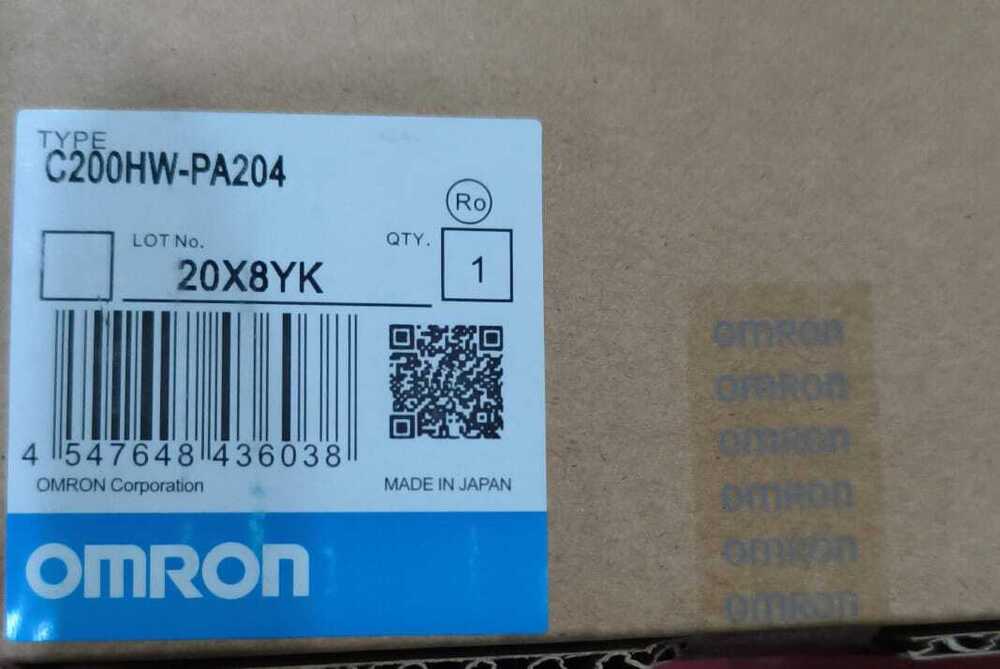 TYPE
C200HW-PA204
Ro
LOT No.
QTY.
20X8YK
1
4 547648 436038
OMRON Corporation
MADE IN JAPAN
OMRON
OMRON
OMRON
OMRON
OMRON
OMRON
OMRON